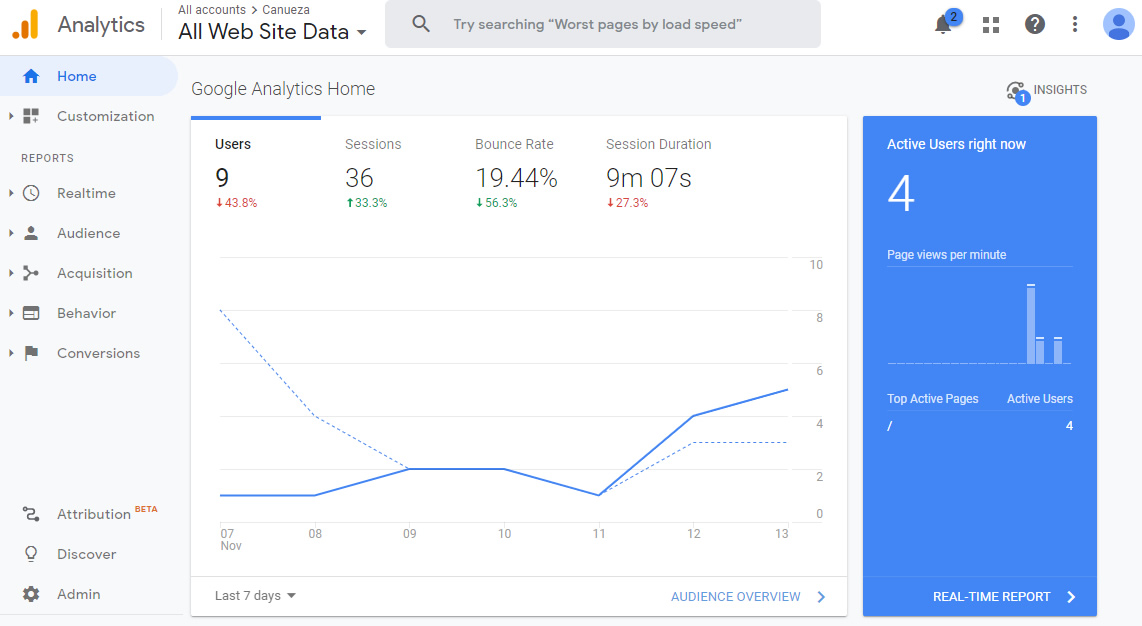 Analytics
All accounts > Canueza
All Web Site Data
Try searching “Worst pages by load speed”
2
Home
Customization
REPORTS
Realtime
Audience
Acquisition
Behavior
Conversions
Attribution BETA
Discover
Admin
Google Analytics Home
INSIGHTS
1
Users Sessions Bounce Rate Session Duration
9 36 19.44% 9m 07s
43.8% 33.3% 56.3% 27.3%
10
8
6
4
2
0
07 08 09 10 11 12 13
Nov
Last 7 days
AUDIENCE OVERVIEW
Active Users right now
4
Page views per minute
Top Active Pages Active Users
/ 4
REAL-TIME REPORT